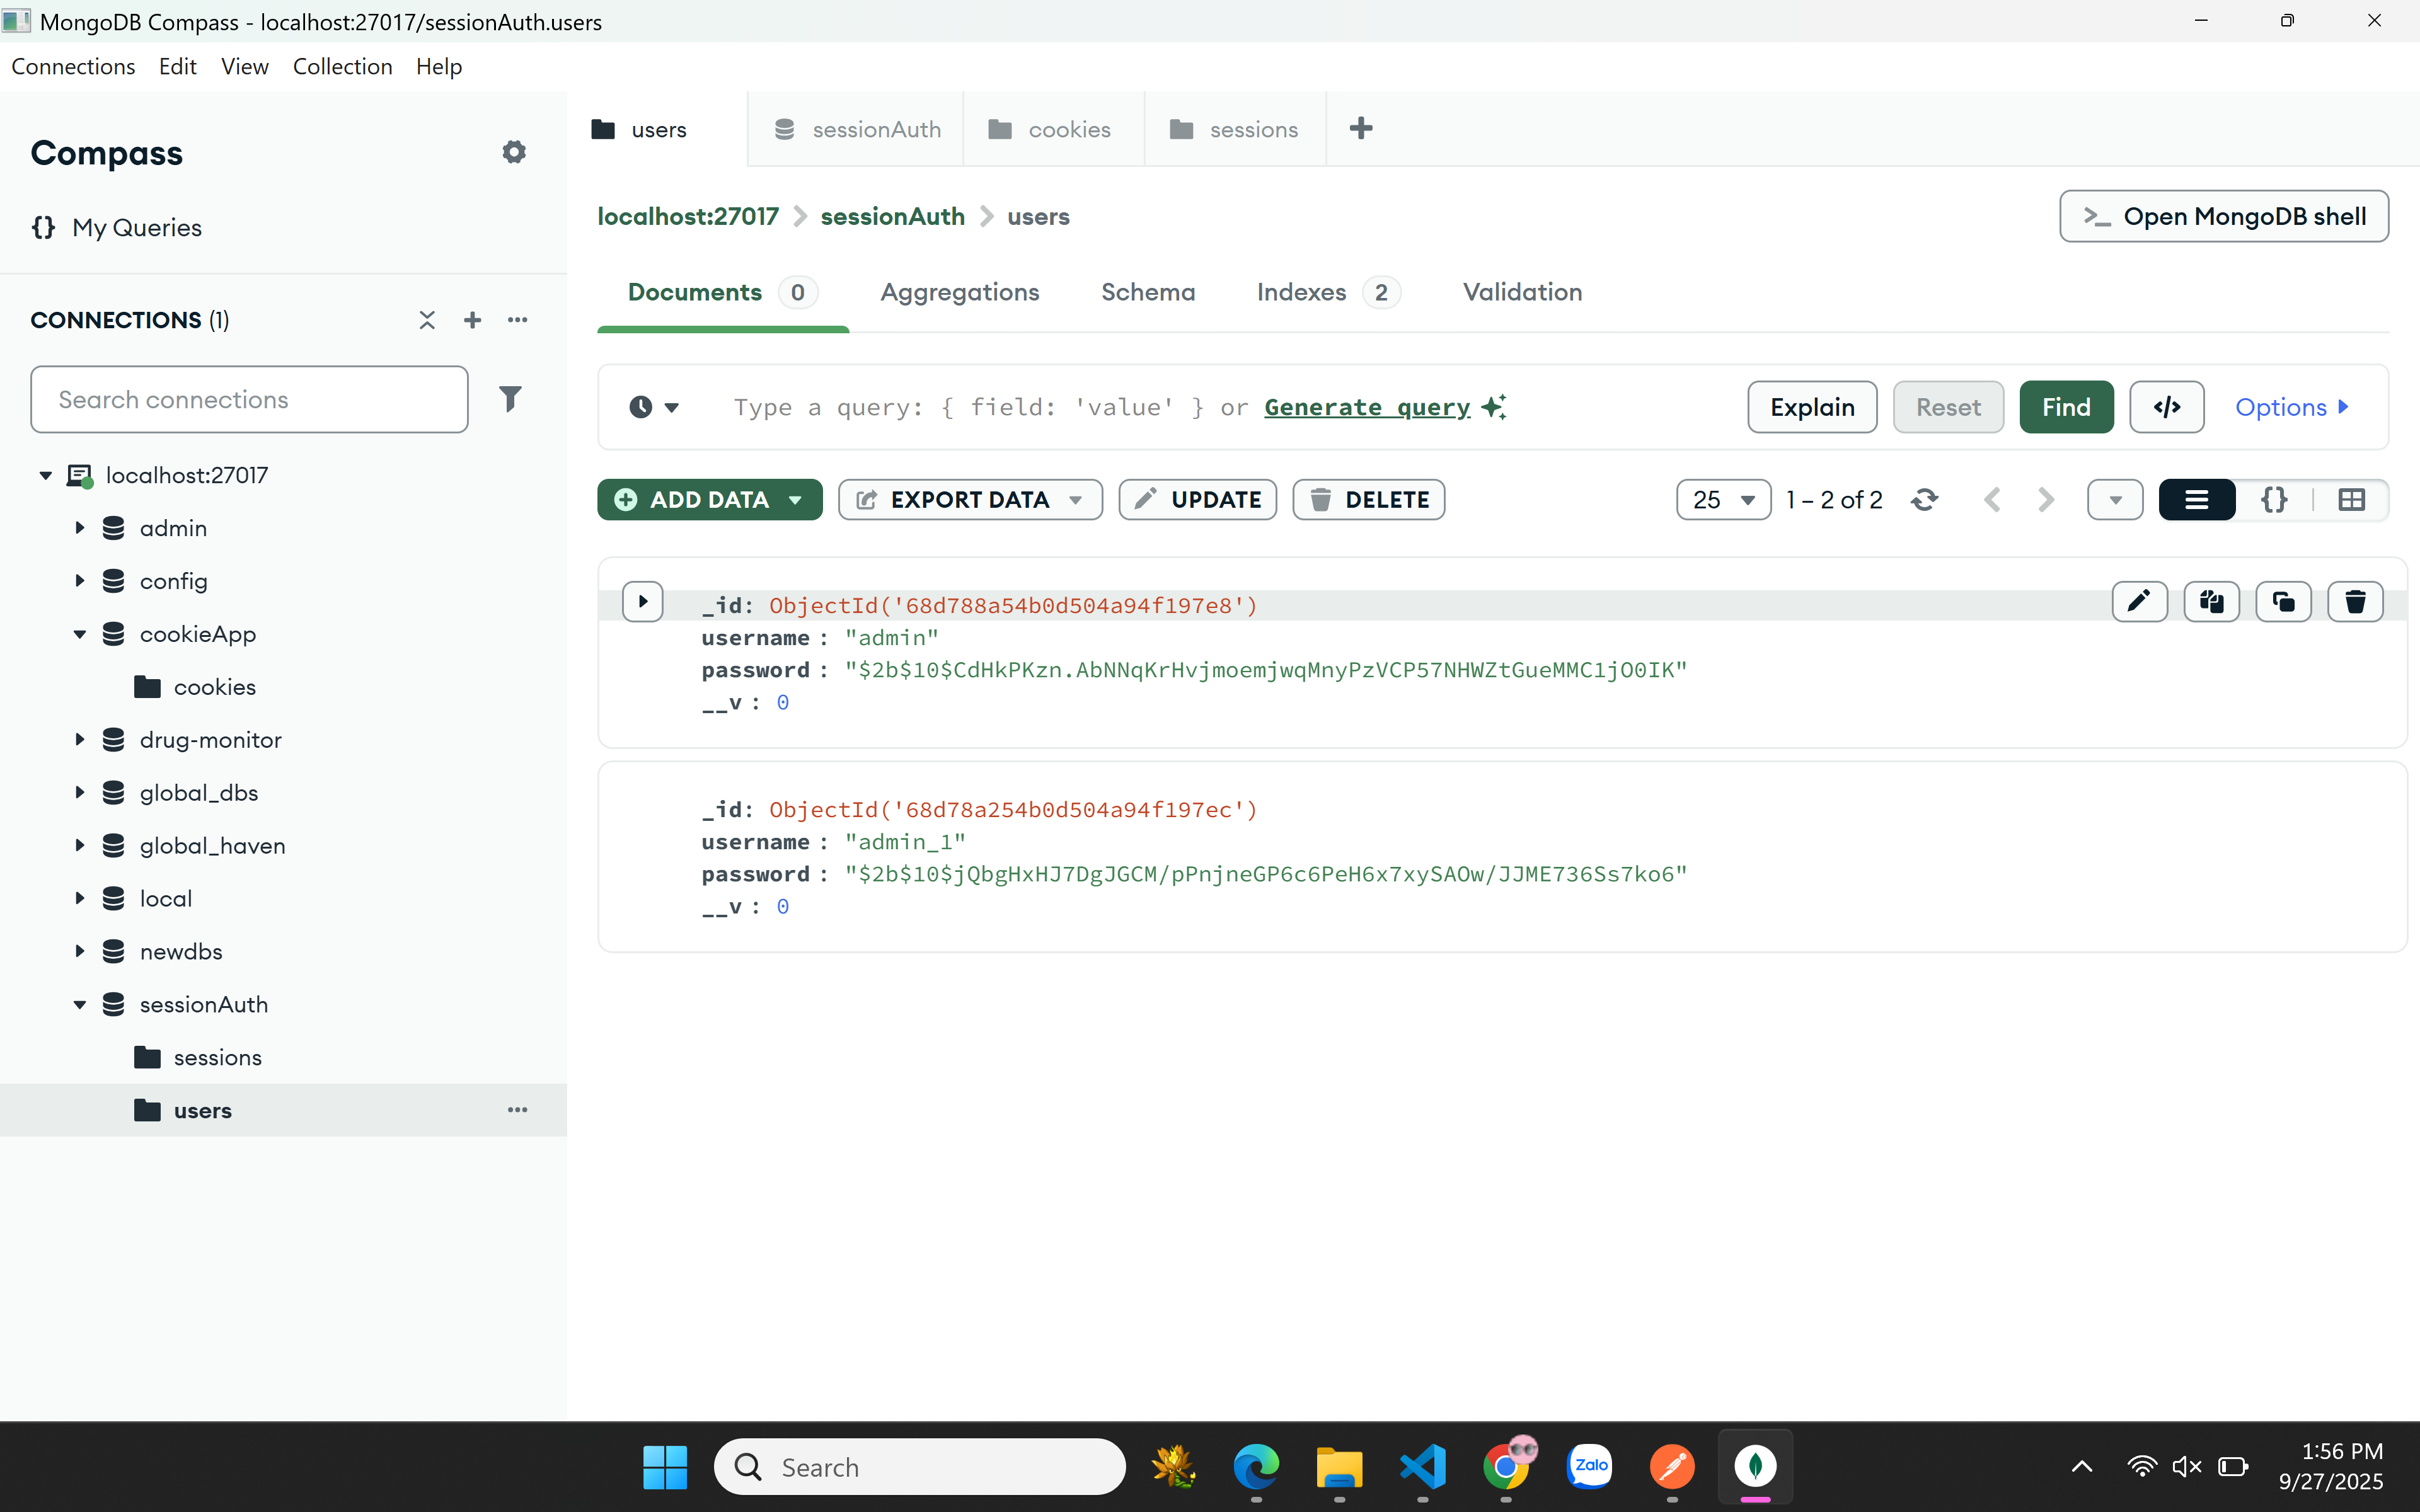 MongoDB Compass - localhost:27017/sessionAuth.users
Connections Edit View Collection Help
Compass
{} My Queries
CONNECTIONS (1)
Search connections
localhost:27017
admin
config
cookieApp
cookies
drug-monitor
global_dbs
global_haven
local
newdbs
sessionAuth
sessions
users
users sessionAuth cookies sessions
localhost:27017 > sessionAuth > users
>_ Open MongoDB shell
Documents 0 Aggregations Schema Indexes 2 Validation
Type a query: { field: 'value' } or Generate query
Explain Reset Find </> Options
ADD DATA EXPORT DATA UPDATE DELETE
25 1 – 2 of 2 {}
_id: ObjectId('68d788a54b0d504a94f197e8')
username : "admin"
password : "$2b$10$CdHkPKzn.AbNNqKrHvjmoemjwqMnyPzVCP57NHWZtGueMMC1jO0IK"
__v : 0
_id: ObjectId('68d78a254b0d504a94f197ec')
username : "admin_1"
password : "$2b$10$jQbgHxHJ7DgJGCM/pPnjneGP6c6PeH6x7xySAOw/JJME736Ss7ko6"
__v : 0
Search
Zalo
1:56 PM
9/27/2025